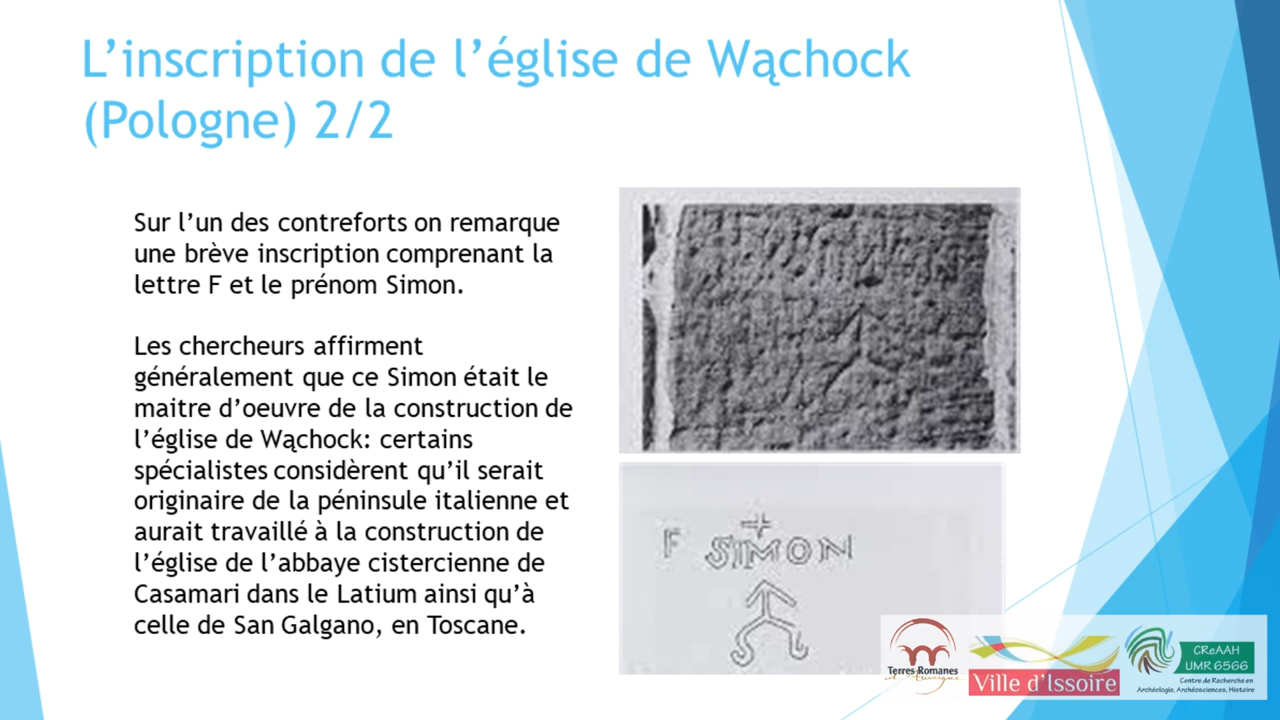 L’inscription de l’église de Wąchock
(Pologne) 2/2
Sur l’un des contreforts on remarque
une brève inscription comprenant la
lettre F et le prénom Simon.
Les chercheurs affirment
généralement que ce Simon était le
maitre d’oeuvre de la construction de
l’église de Wąchock: certains
spécialistes considèrent qu’il serait
originaire de la péninsule italienne et
aurait travaillé à la construction de
l’église de l’abbaye cistercienne de
Casamari dans le Latium ainsi qu’à
celle de San Galgano, en Toscane.
F SIMON
Terres Romanes
d'Auvergne
Ville d’Issoire
CReAAH
UMR 6566
Centre de Recherche en
Archéologie, Archéosciences, Histoire